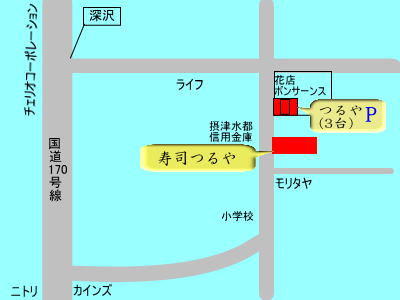 チェリオコーポレーション
深沢
ライフ
花店
ボンサーンス
つるや
(3台)
P
摂津水都
信用金庫
寿司つるや
国道170号線
モリタヤ
小学校
ニトリ
カインズ